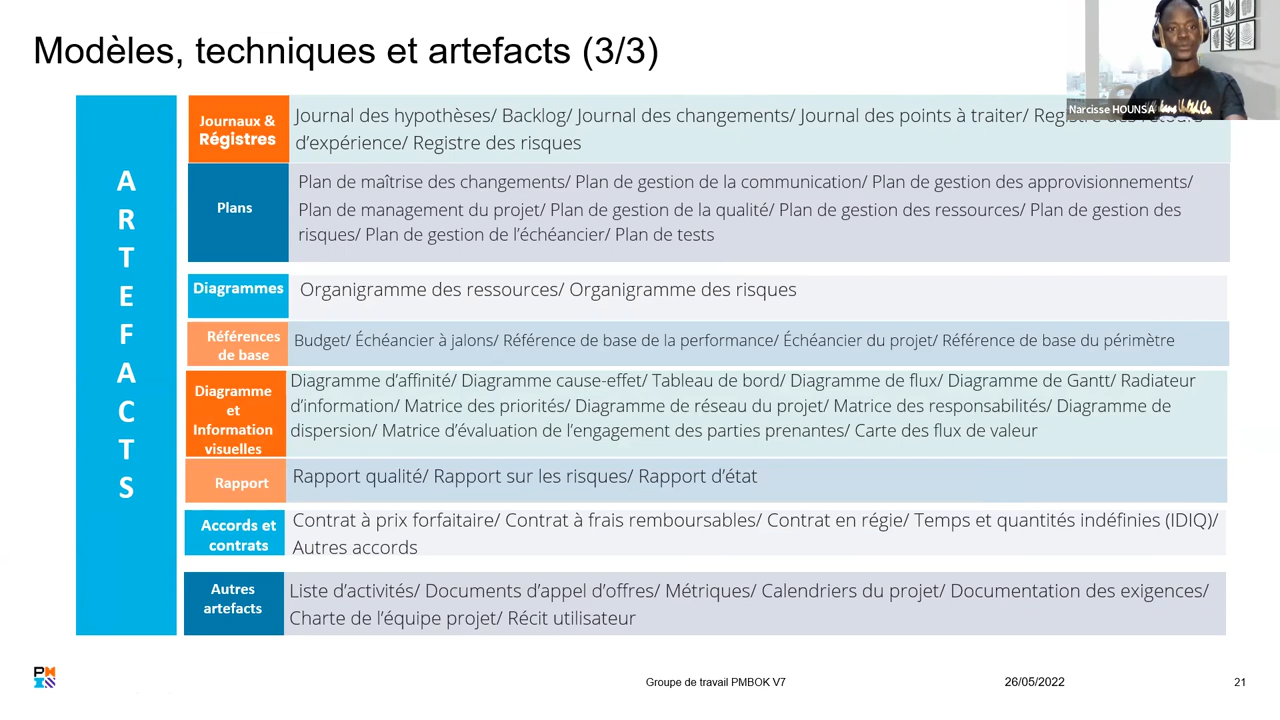 Modèles, techniques et artefacts (3/3)
Narcisse HOUNSA
ARTEFACTS
Journaux &
Régistres
Journal des hypothèses/ Backlog/ Journal des changements/ Journal des points à traiter/ Registre des retours
d'expérience/ Registre des risques
Plans
Plan de maîtrise des changements/ Plan de gestion de la communication/ Plan de gestion des approvisionnements/
Plan de management du projet/ Plan de gestion de la qualité/ Plan de gestion des ressources/ Plan de gestion des
risques/ Plan de gestion de l'échéancier/ Plan de tests
Diagrammes
Organigramme des ressources/ Organigramme des risques
Références
de base
Budget/ Échéancier à jalons/ Référence de base de la performance/ Échéancier du projet/ Référence de base du périmètre
Diagramme
et
Information
visuelles
Diagramme d'affinité/ Diagramme cause-effet/ Tableau de bord/ Diagramme de flux/ Diagramme de Gantt/ Radiateur
d'information/ Matrice des priorités/ Diagramme de réseau du projet/ Matrice des responsabilités/ Diagramme de
dispersion/ Matrice d'évaluation de l'engagement des parties prenantes/ Carte des flux de valeur
Rapport
Rapport qualité/ Rapport sur les risques/ Rapport d'état
Accords et
contrats
Contrat à prix forfaitaire/ Contrat à frais remboursables/ Contrat en régie/ Temps et quantités indéfinies (IDIQ)/
Autres accords
Autres
artefacts
Liste d'activités/ Documents d'appel d'offres/ Métriques/ Calendriers du projet/ Documentation des exigences/
Charte de l'équipe projet/ Récit utilisateur
Groupe de travail PMBOK V7
26/05/2022
21